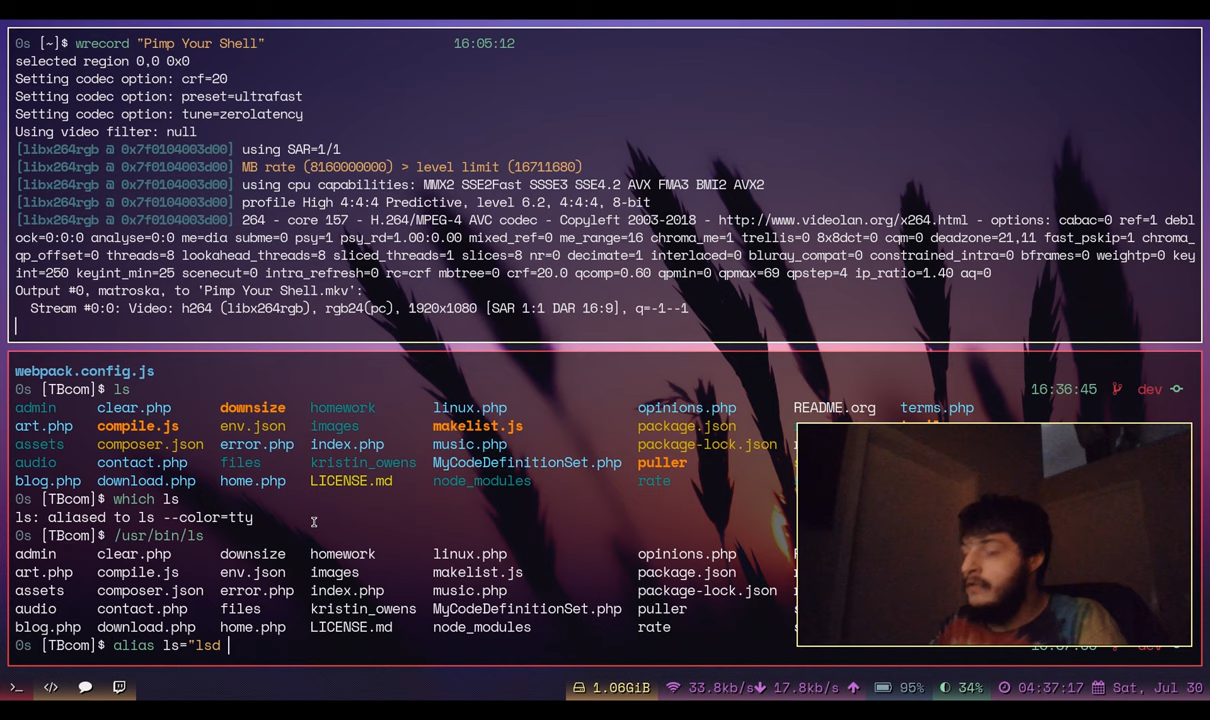 0s [~]$ wrecord "Pimp Your Shell" 16:05:12
selected region 0,0 0x0
Setting codec option: crf=20
Setting codec option: preset=ultrafast
Setting codec option: tune=zerolatency
Using video filter: null
[libx264rgb @ 0x7f0104003d00] using SAR=1/1
[libx264rgb @ 0x7f0104003d00] MB rate (8160000000) > level limit (16711680)
[libx264rgb @ 0x7f0104003d00] using cpu capabilities: MMX2 SSE2Fast SSSE3 SSE4.2 AVX FMA3 BMI2 AVX2
[libx264rgb @ 0x7f0104003d00] profile High 4:4:4 Predictive, level 6.2, 4:4:4, 8-bit
[libx264rgb @ 0x7f0104003d00] 264 - core 157 - H.264/MPEG-4 AVC codec - Copyleft 2003-2018 - http://www.videolan.org/x264.html - options: cabac=0 ref=1 debl
ock=0:0:0 analyse=0:0 me=dia subme=0 psy=1 psy_rd=1.00:0.00 mixed_ref=0 me_range=16 chroma_me=1 trellis=0 8x8dct=0 cqm=0 deadzone=21,11 fast_pskip=1 chroma_
qp_offset=0 threads=8 lookahead_threads=8 sliced_threads=1 slices=8 nr=0 decimate=1 interlaced=0 bluray_compat=0 constrained_intra=0 bframes=0 weightp=0 key
int=250 keyint_min=25 scenecut=0 intra_refresh=0 rc=crf mbtree=0 crf=20.0 qcomp=0.60 qpmin=0 qpmax=69 qpstep=4 ip_ratio=1.40 aq=0
Output #0, matroska, to 'Pimp Your Shell.mkv':
Stream #0:0: Video: h264 (libx264rgb), rgb24(pc), 1920x1080 [SAR 1:1 DAR 16:9], q=-1--1
webpack.config.js
0s [TBcom]$ ls 16:36:45 dev
admin clear.php downsize homework linux.php opinions.php README.org terms.php
art.php compile.js env.json images makelist.js package.json
assets composer.json error.php index.php music.php package-lock.json
audio contact.php files kristin_owens MyCodeDefinitionSet.php puller
blog.php download.php home.php LICENSE.md node_modules rate
0s [TBcom]$ which ls
ls: aliased to ls --color=tty
0s [TBcom]$ /usr/bin/ls
admin clear.php downsize homework linux.php opinions.php
art.php compile.js env.json images makelist.js package.json
assets composer.json error.php index.php music.php package-lock.json
audio contact.php files kristin_owens MyCodeDefinitionSet.php puller
blog.php download.php home.php LICENSE.md node_modules rate
0s [TBcom]$ alias ls="lsd
1.06GiB 33.8kb/s 17.8kb/s 95% 34% 04:37:17 Sat, Jul 30